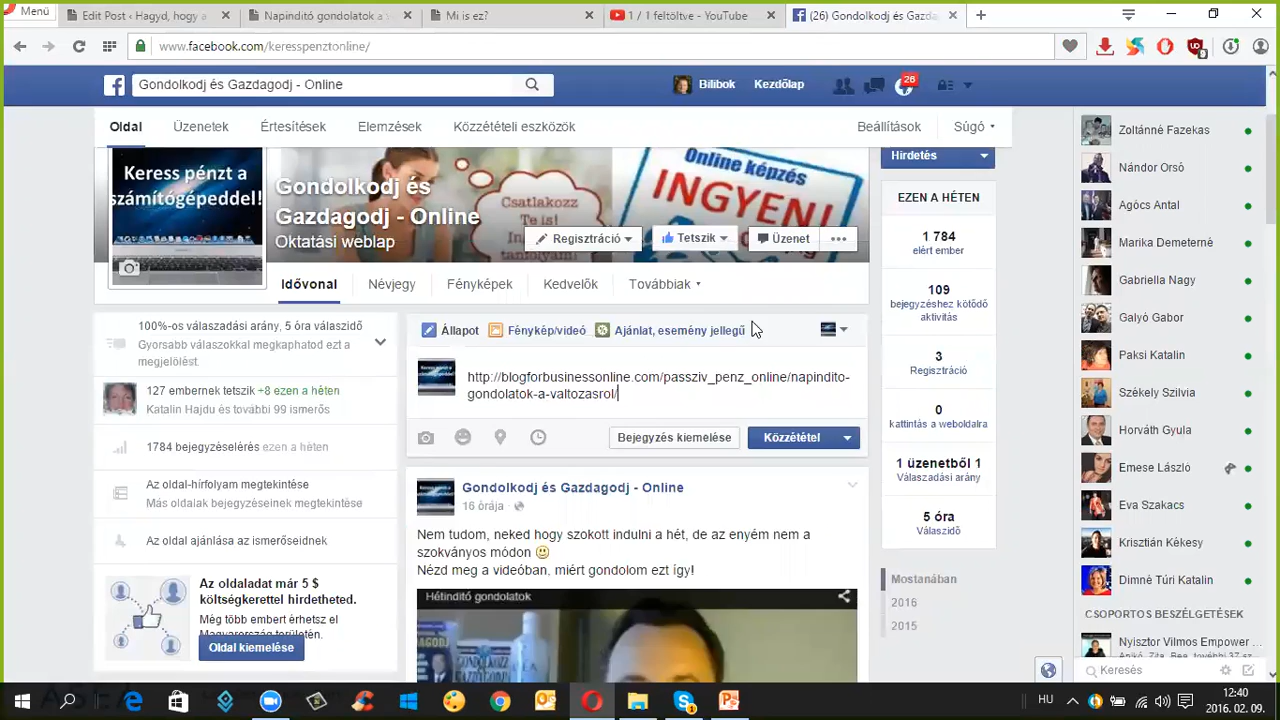 Menü
Edit Post ‹ Hagyd, hogy a
Napindító gondolatok a v
Mi is ez?
1 / 1 feltöltve - YouTube
(26) Gondolkodj és Gazda
www.facebook.com/keresspenztonline/
Gondolkodj és Gazdagodj - Online
Bilibok
Kezdőlap
26
Oldal
Üzenetek
Értesítések
Elemzések
Közzétételi eszközök
Beállítások
Súgó
Keress pénzt a
számítógépeddel!
Gondolkodj és
Gazdagodj - Online
Oktatási weblap
Csatlakozz
Te is!
Online képzés
INGYEN!
Regisztráció
Tetszik
Üzenet
Idővonal
Névjegy
Fényképek
Kedvelők
Továbbiak
Hirdetés
EZEN A HÉTEN
1 784
elért ember
109
bejegyzéshez kötődő
aktivitás
3
Regisztráció
0
kattintás a weboldalra
1 üzenetből 1
Válaszadási arány
5 óra
Válaszidő
Mostanában
2016
2015
100%-os válaszadási arány, 5 óra válaszidő
Gyorsabb válaszokkal megkaphatod ezt a
megjelölést.
127 embernek tetszik +8 ezen a héten
Katalin Hajdu és további 99 ismerős
1784 bejegyzéselérés ezen a héten
Az oldal-hírfolyam megtekintése
Más oldalak bejegyzéseinek megtekintése
Az oldal ajánlása az ismerőseidnek
Az oldaladat már 5 $
költségkerettel hirdetheted.
Még több embert érhetsz el
Magyarország területén.
Oldal kiemelése
Állapot
Fénykép/videó
Ajánlat, esemény jellegű
http://blogforbusinessonline.com/passziv_penz_online/napindito-
gondolatok-a-valtozasrol/
Bejegyzés kiemelése
Közzététel
Gondolkodj és Gazdagodj - Online
16 órája
Nem tudom, neked hogy szokott indulni a hét, de az enyém nem a
szokványos módon
Nézd meg a videóban, miért gondolom ezt így!
Hétindító gondolatok
Zoltánné Fazekas
Nándor Orsó
Agócs Antal
Marika Demeterné
Gabriella Nagy
Galyó Gabor
Paksi Katalin
Székely Szilvia
Horváth Gyula
Emese László
Eva Szakacs
Krisztián Kékesy
Dimné Túri Katalin
CSOPORTOS BESZÉLGETÉSEK
Nyisztor Vilmos Empower ...
Keresés
HU
12:40
2016. 02. 09.